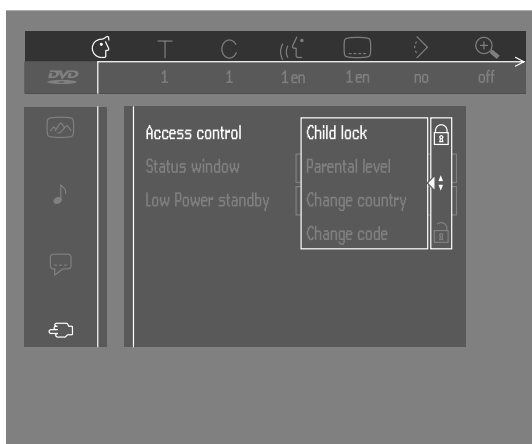 T C
DVD 1 1 1 en 1 en no off
Access control Child lock
Status window Parental level
Low Power standby Change country
Change code